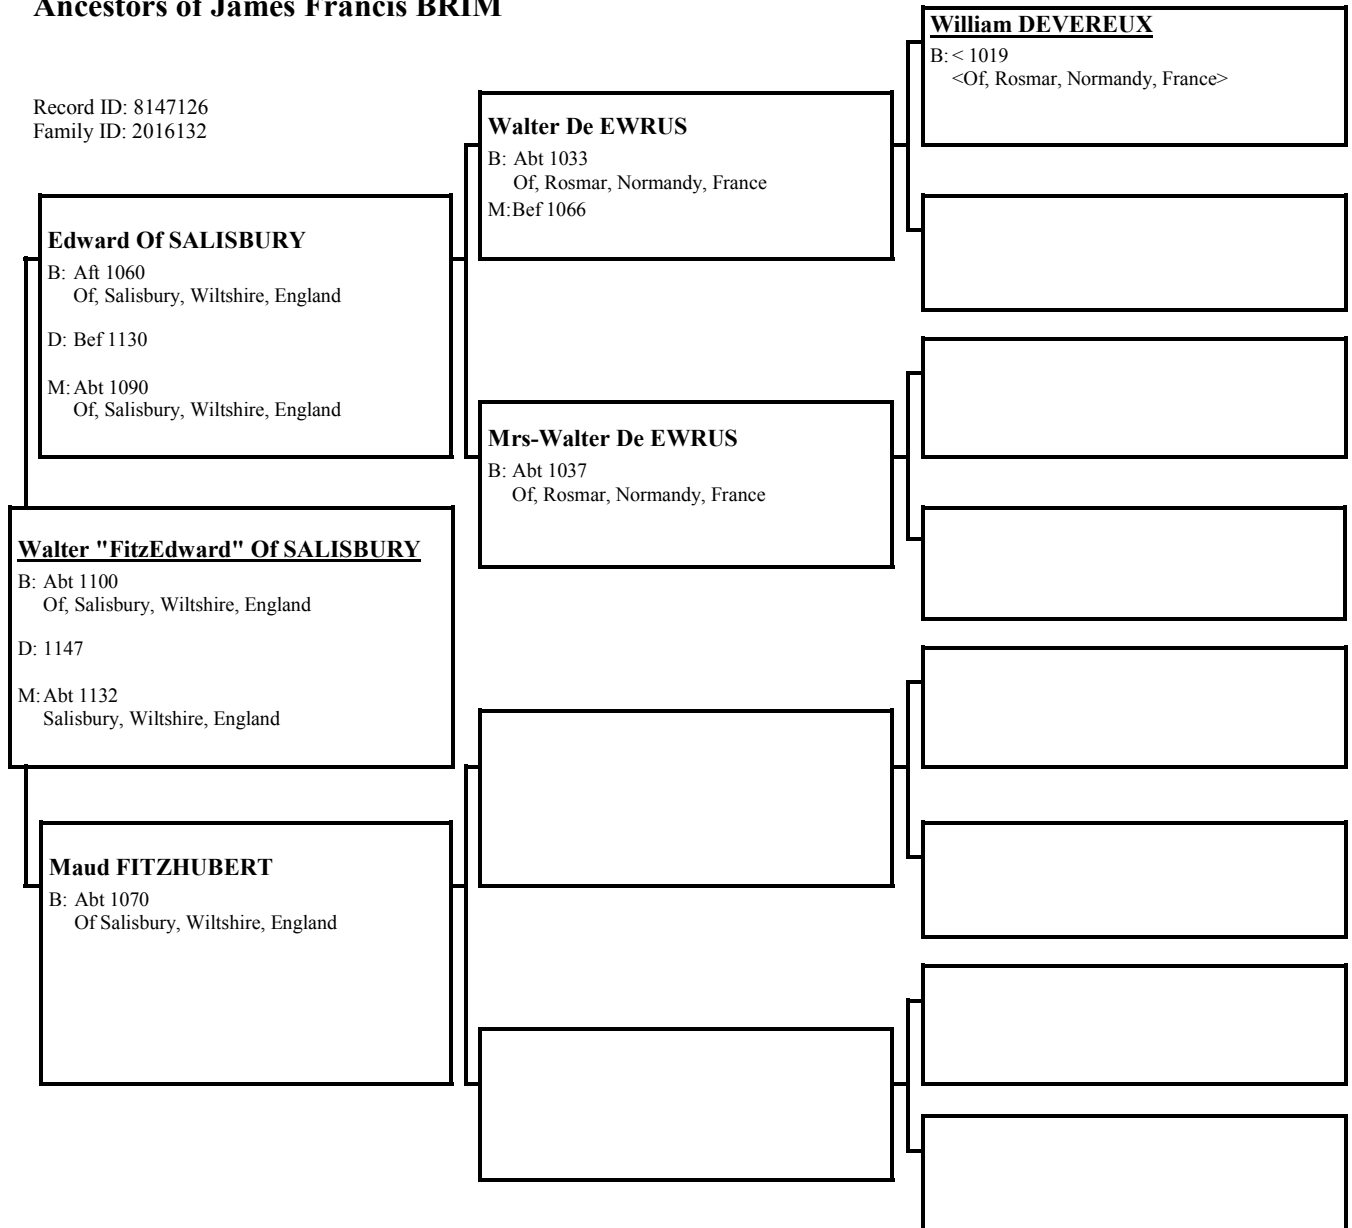 Ancestors of James Francis BRIM
Record ID: 8147126
Family ID: 2016132
William DEVEREUX
B: < 1019
<Of, Rosmar, Normandy, France>
Walter De EWRUS
B: Abt 1033
Of, Rosmar, Normandy, France
M:Bef 1066
Edward Of SALISBURY
B: Aft 1060
Of, Salisbury, Wiltshire, England
D: Bef 1130
M: Abt 1090
Of, Salisbury, Wiltshire, England
Mrs-Walter De EWRUS
B: Abt 1037
Of, Rosmar, Normandy, France
Walter "FitzEdward" Of SALISBURY
B: Abt 1100
Of, Salisbury, Wiltshire, England
D: 1147
M: Abt 1132
Salisbury, Wiltshire, England
Maud FITZHUBERT
B: Abt 1070
Of Salisbury, Wiltshire, England